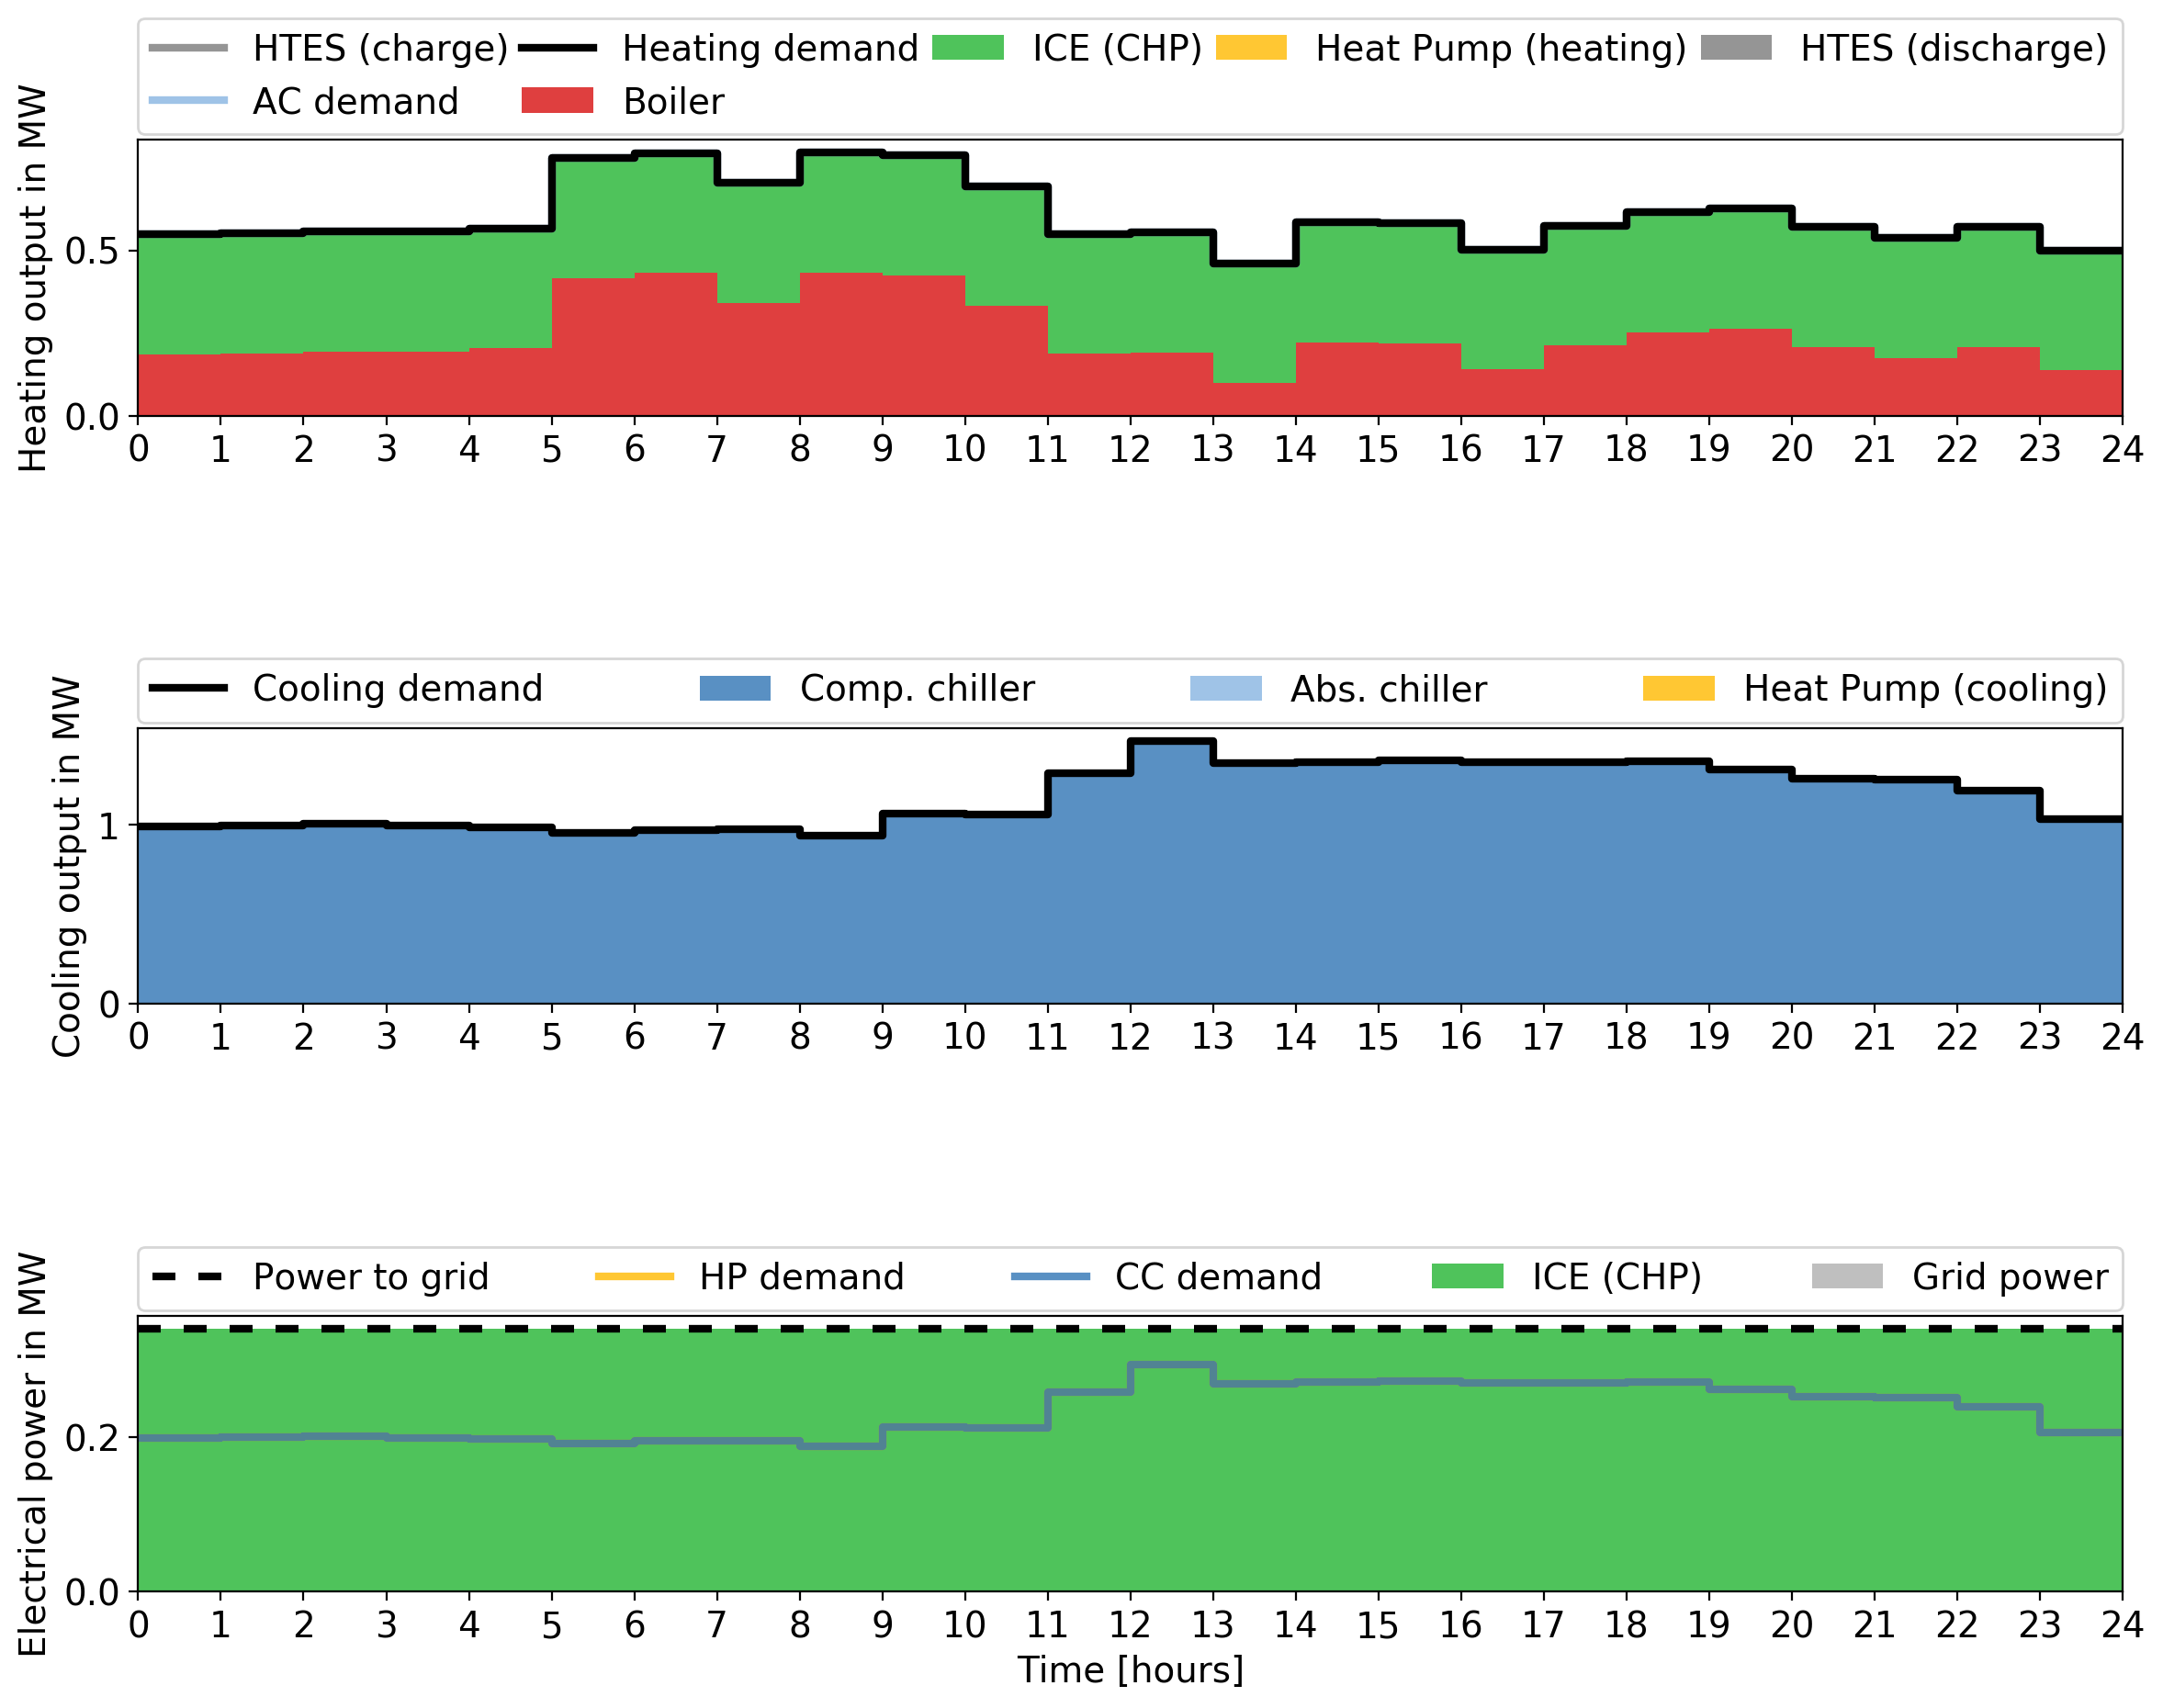 HTES (charge) Heating demand ICE (CHP) Heat Pump (heating) HTES (discharge)
AC demand Boiler
Heating output in MW
0.5
0.0
0 1 2 3 4 5 6 7 8 9 10 11 12 13 14 15 16 17 18 19 20 21 22 23 24
Cooling demand Comp. chiller Abs. chiller Heat Pump (cooling)
Cooling output in MW
1
0
0 1 2 3 4 5 6 7 8 9 10 11 12 13 14 15 16 17 18 19 20 21 22 23 24
Power to grid HP demand CC demand ICE (CHP) Grid power
Electrical power in MW
0.2
0.0
0 1 2 3 4 5 6 7 8 9 10 11 12 13 14 15 16 17 18 19 20 21 22 23 24
Time [hours]